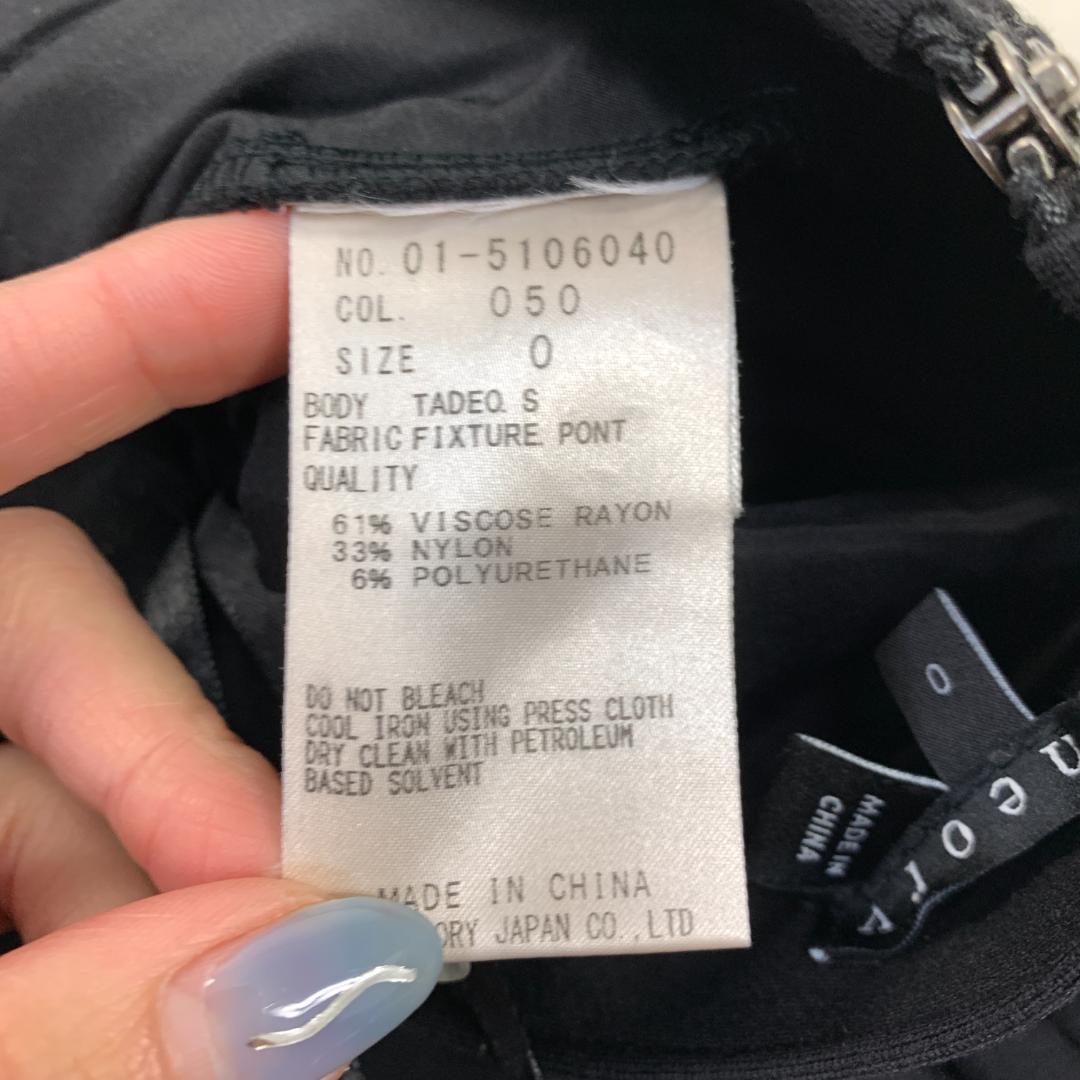 NO. 01-5106040
COL. 050
SIZE 0
BODY TADEO. S
FABRIC FIXTURE PONT
QUALITY
61% VISCOSE RAYON
33% NYLON
6% POLYURETHANE
DO NOT BLEACH
COOL IRON USING PRESS CLOTH
DRY CLEAN WITH PETROLEUM
BASED SOLVENT
MADE IN CHINA
ORY JAPAN CO.,LTD
0
MADE IN
CHINA